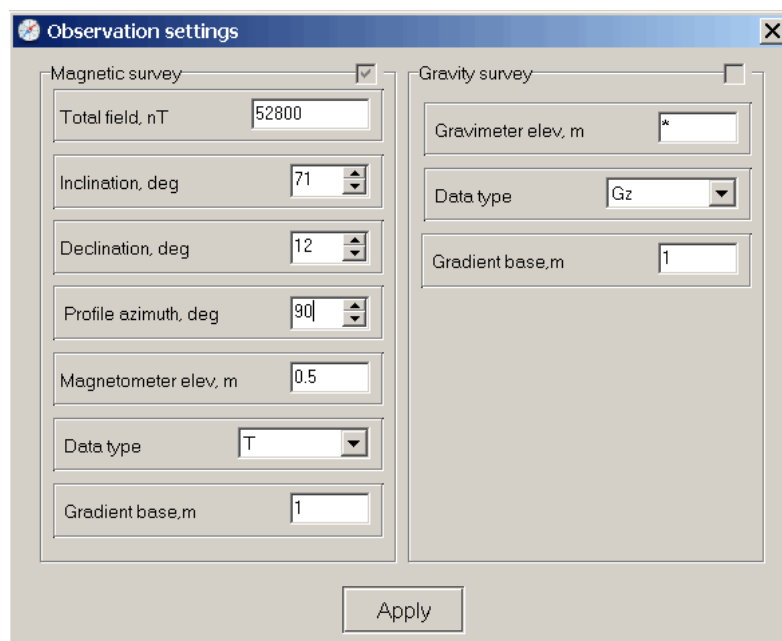 Observation settings
Magnetic survey
Total field, nT 52800
Inclination, deg 71
Declination, deg 12
Profile azimuth, deg 90
Magnetometer elev, m 0.5
Data type T
Gradient base,m 1
Gravity survey
Gravimeter elev, m *
Data type Gz
Gradient base,m 1
Apply